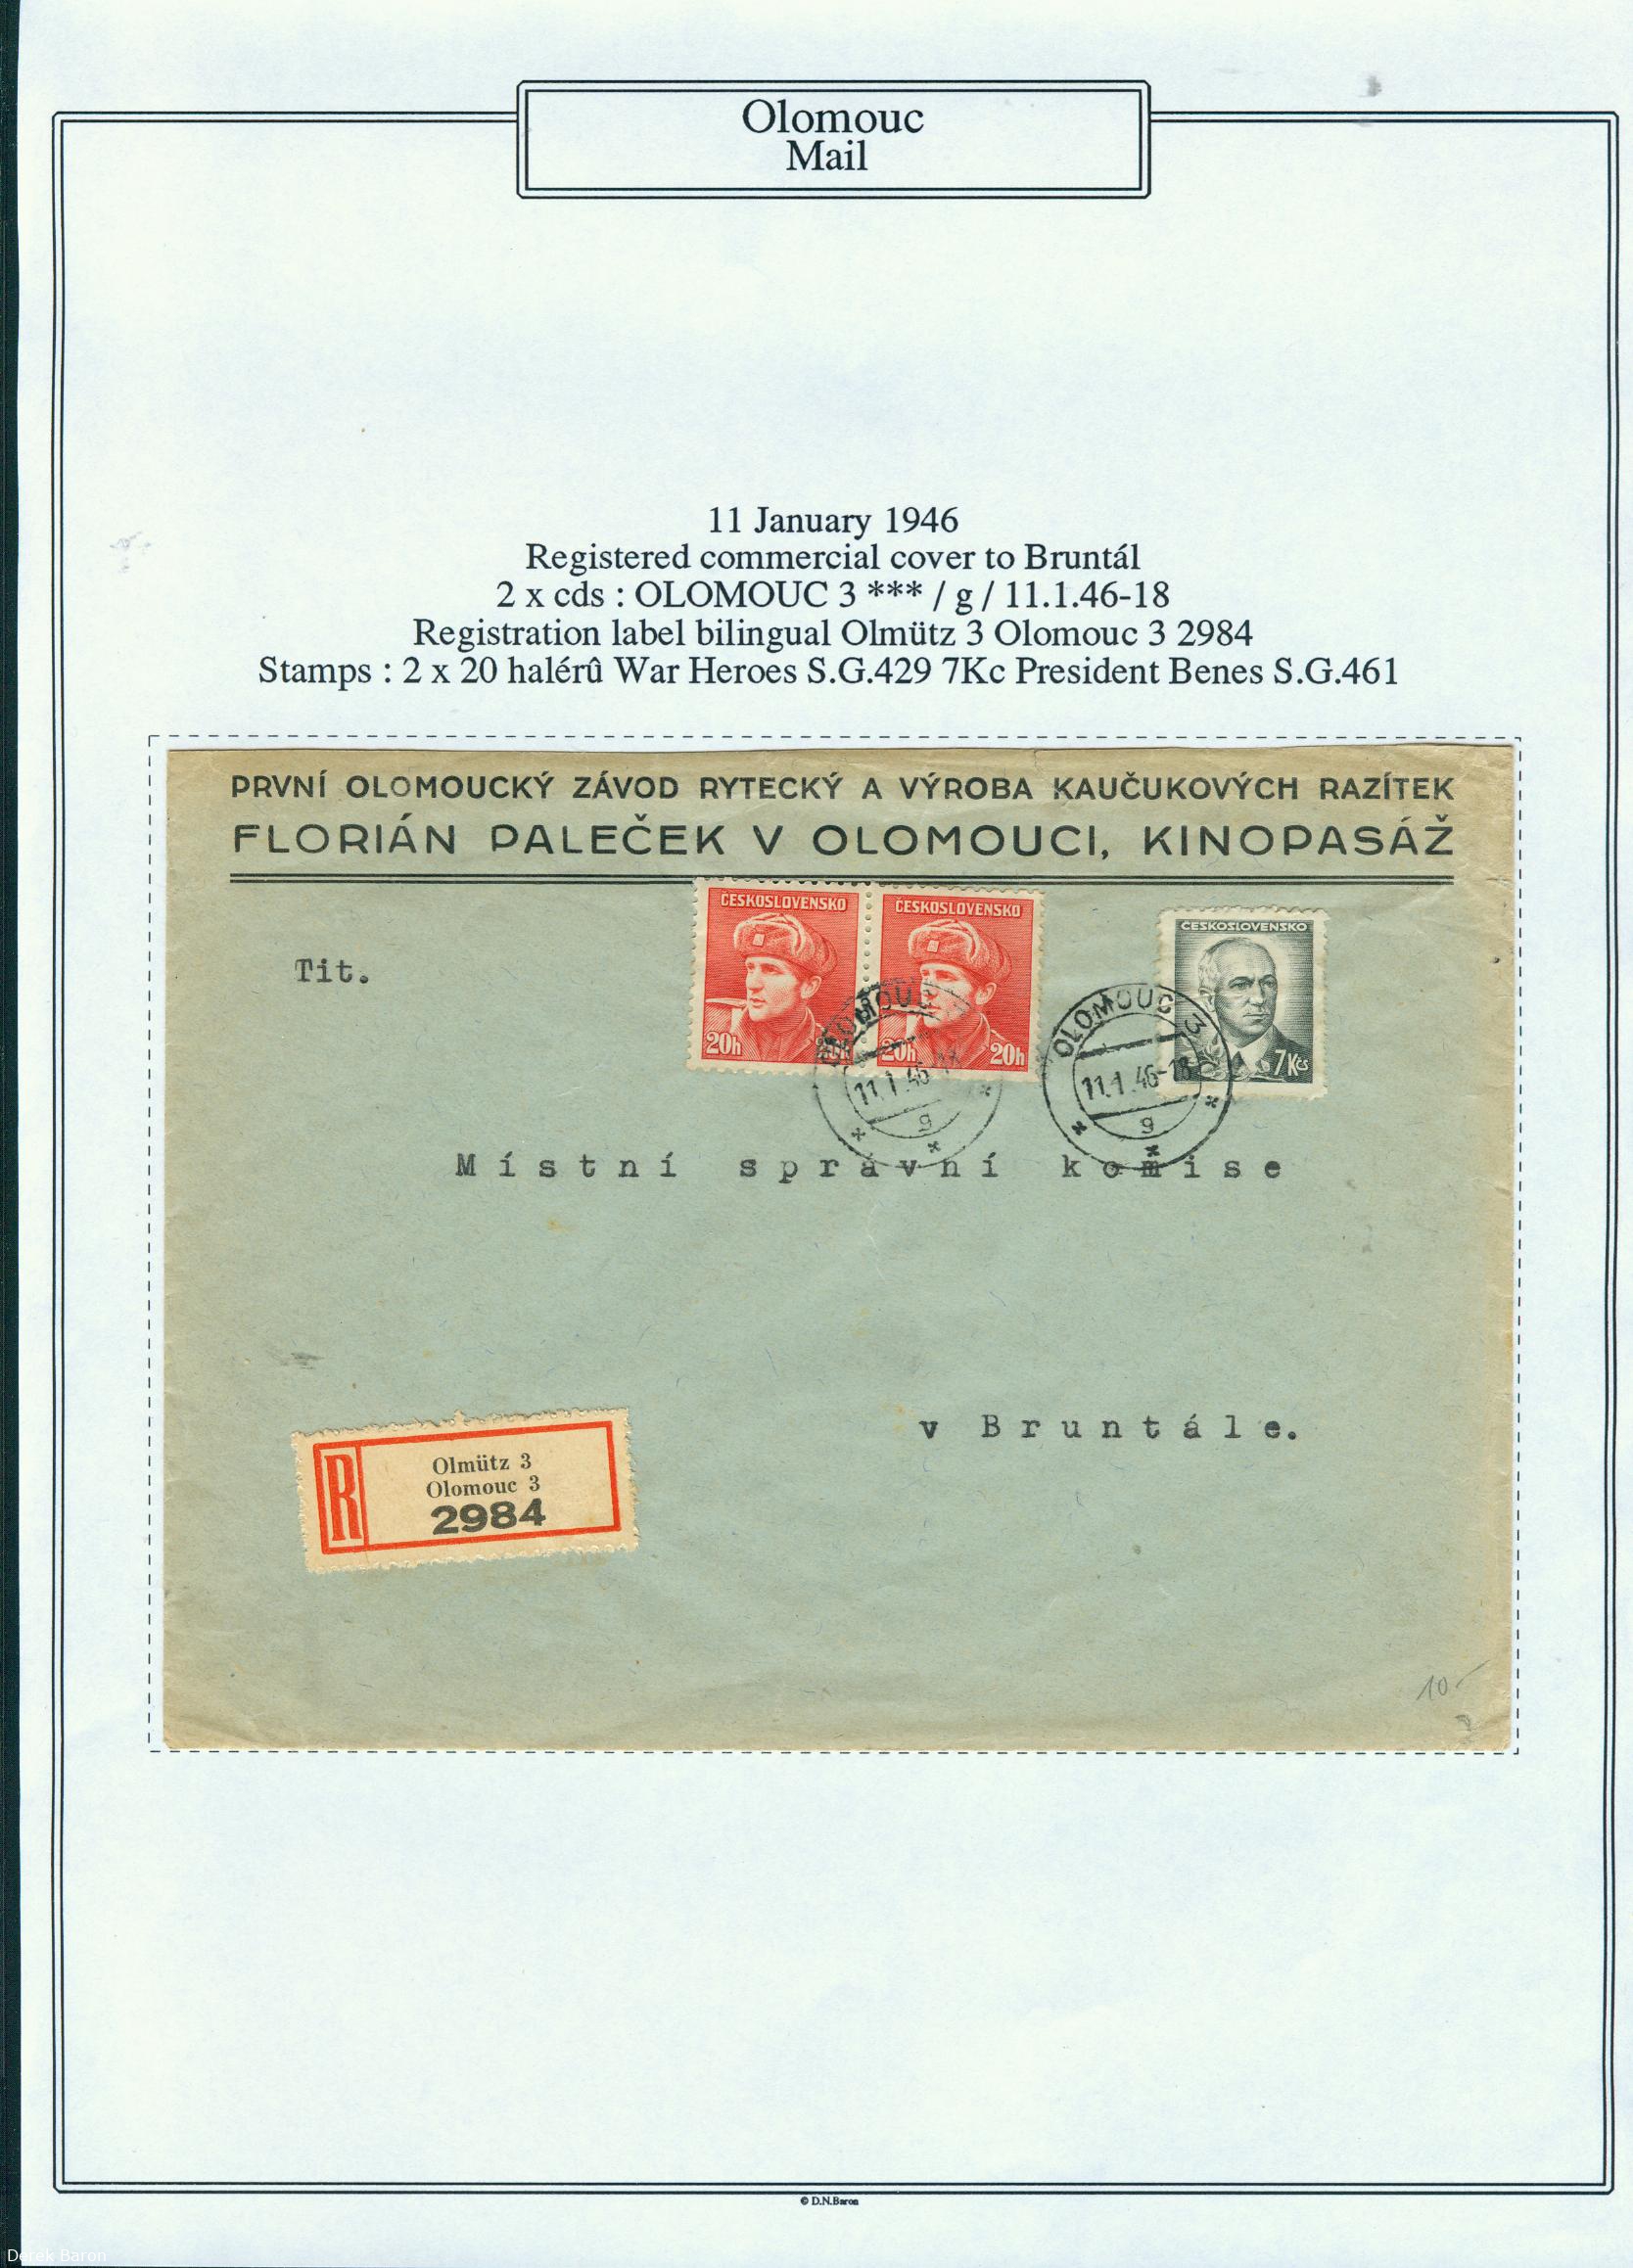 Olomouc
Mail
11 January 1946
Registered commercial cover to Bruntál
2 x cds : OLOMOUC 3 *** / g / 11.1.46-18
Registration label bilingual Olmütz 3 Olomouc 3 2984
Stamps : 2 x 20 halérû War Heroes S.G.429 7Kc President Benes S.G.461
PRVNÍ OLOMOUCKÝ ZÁVOD RYTECKÝ A VÝROBA KAUČUKOVÝCH RAZÍTEK
FLORIÁN PALEČEK V OLOMOUCI, KINOPASÁŽ
ČESKOSLOVENSKO
20h
ČESKOSLOVENSKO
20h 20h
ČESKOSLOVENSKO
7Kčs
Tit.
11.1.46
g
OLOMOUC 3
11.1.46-18
g
Místní správní komise
v Bruntále.
R
Olmütz 3
Olomouc 3
2984
10.-
© D.N.Baron
Derek Baron